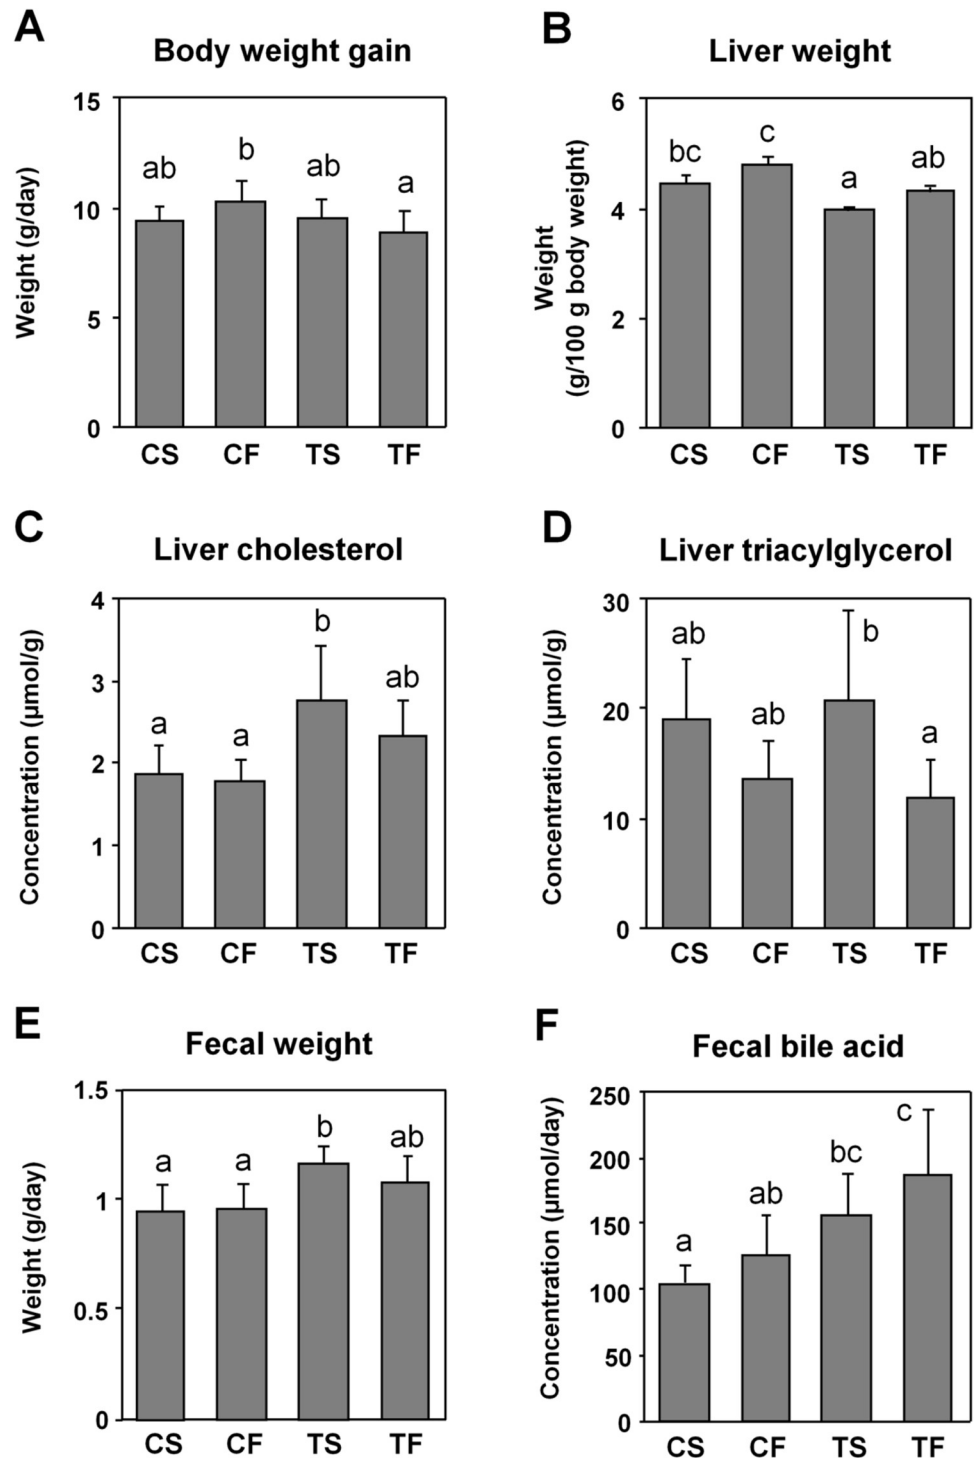 A
Body weight gain
Weight (g/day)
15
10
5
0
ab
b
ab
a
CS CF TS TF
B
Liver weight
Weight
(g/100 g body weight)
6
4
2
0
bc
c
a
ab
CS CF TS TF
C
Liver cholesterol
Concentration (μmol/g)
4
3
2
1
0
a
a
b
ab
CS CF TS TF
D
Liver triacylglycerol
Concentration (μmol/g)
30
20
10
0
ab
ab
b
a
CS CF TS TF
E
Fecal weight
Weight (g/day)
1.5
1
0.5
0
a
a
b
ab
CS CF TS TF
F
Fecal bile acid
Concentration (μmol/day)
250
200
150
100
50
0
a
ab
bc
c
CS CF TS TF